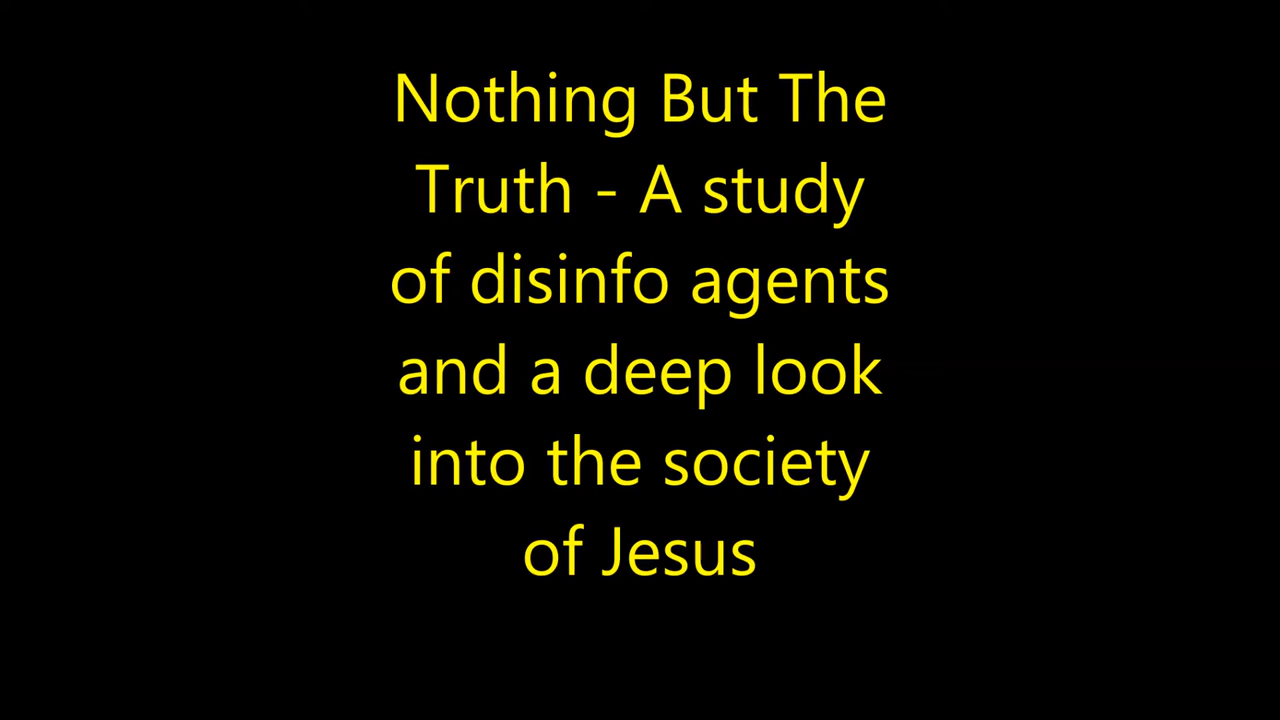 Nothing But The
Truth - A study
of disinfo agents
and a deep look
into the society
of Jesus